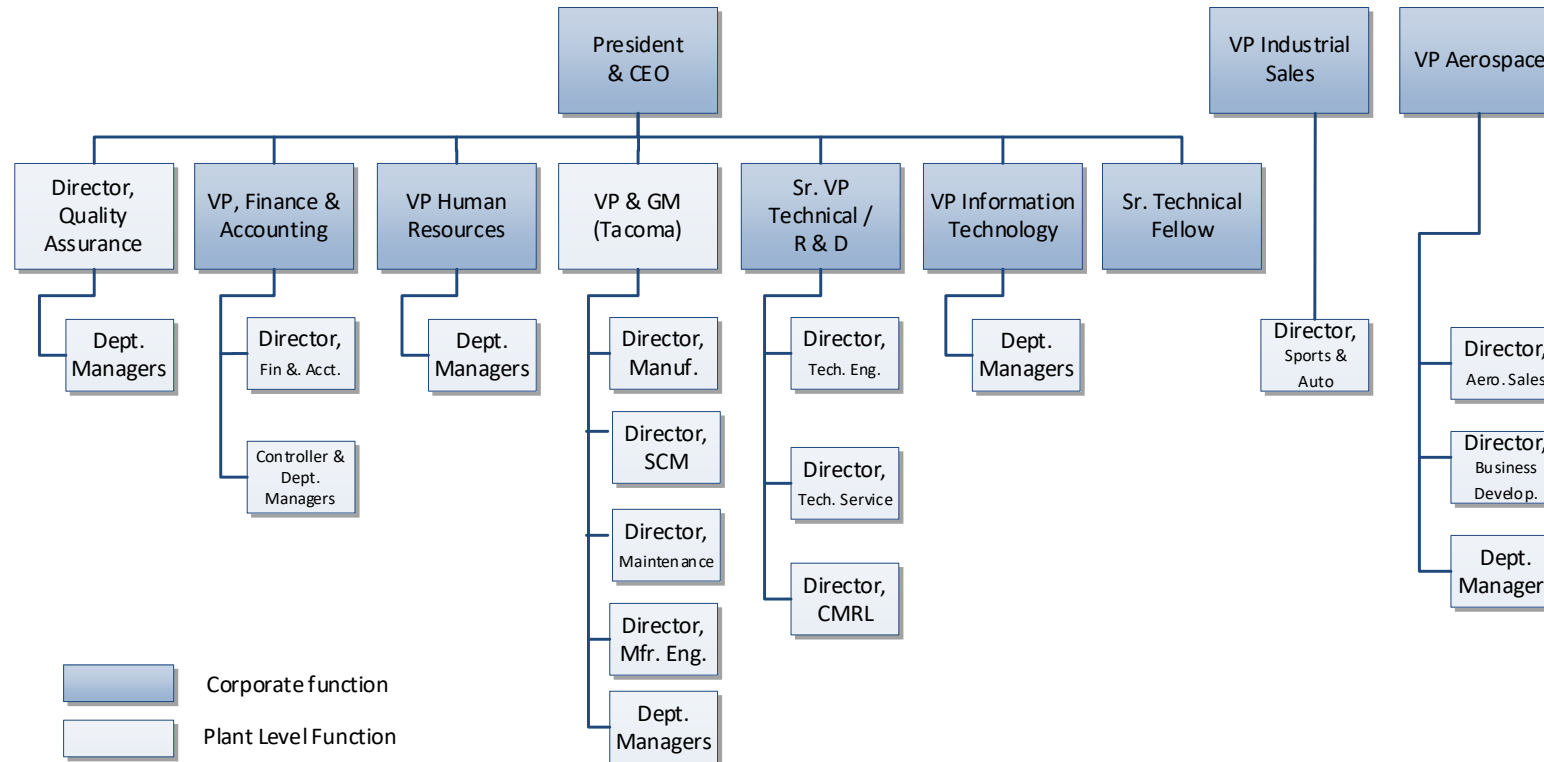 President
& CEO
VP Industrial
Sales
VP Aerospace
Director,
Quality
Assurance
VP, Finance &
Accounting
VP Human
Resources
VP & GM
(Tacoma)
Sr. VP
Technical /
R & D
VP Information
Technology
Sr. Technical
Fellow
Dept.
Managers
Director,
Fin &. Acct.
Controller &
Dept.
Managers
Dept.
Managers
Director,
Manuf.
Director,
SCM
Director,
Maintenance
Director,
Mfr. Eng.
Dept.
Managers
Director,
Tech. Eng.
Director,
Tech. Service
Director,
CMRL
Dept.
Managers
Director,
Sports &
Auto
Director,
Aero. Sales
Director,
Business
Develop.
Dept.
Manager
Corporate function
Plant Level Function